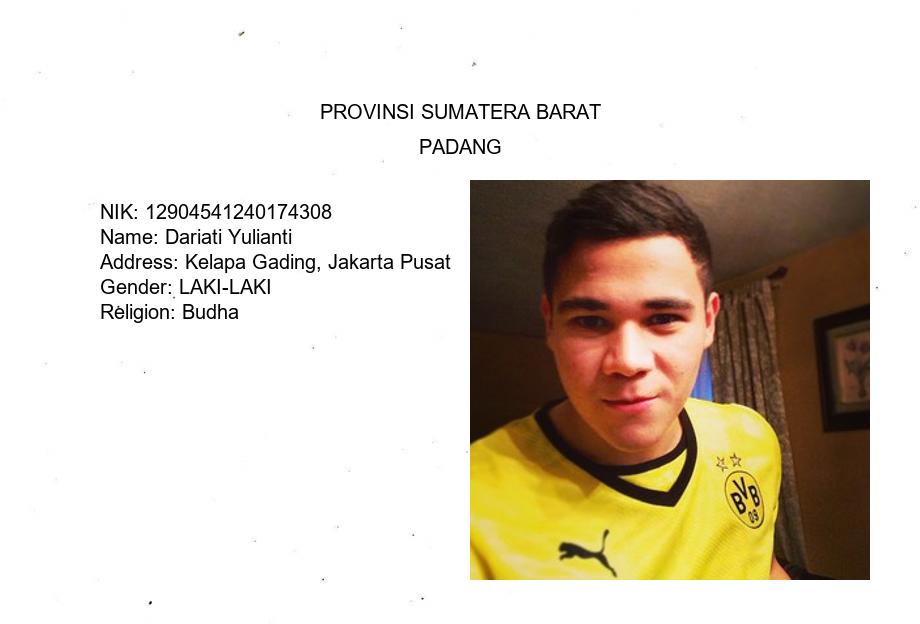 PROVINSI SUMATERA BARAT
PADANG
NIK: 12904541240174308
Name: Dariati Yulianti
Address: Kelapa Gading, Jakarta Pusat
Gender: LAKI-LAKI
Religion: Budha
BVB
09